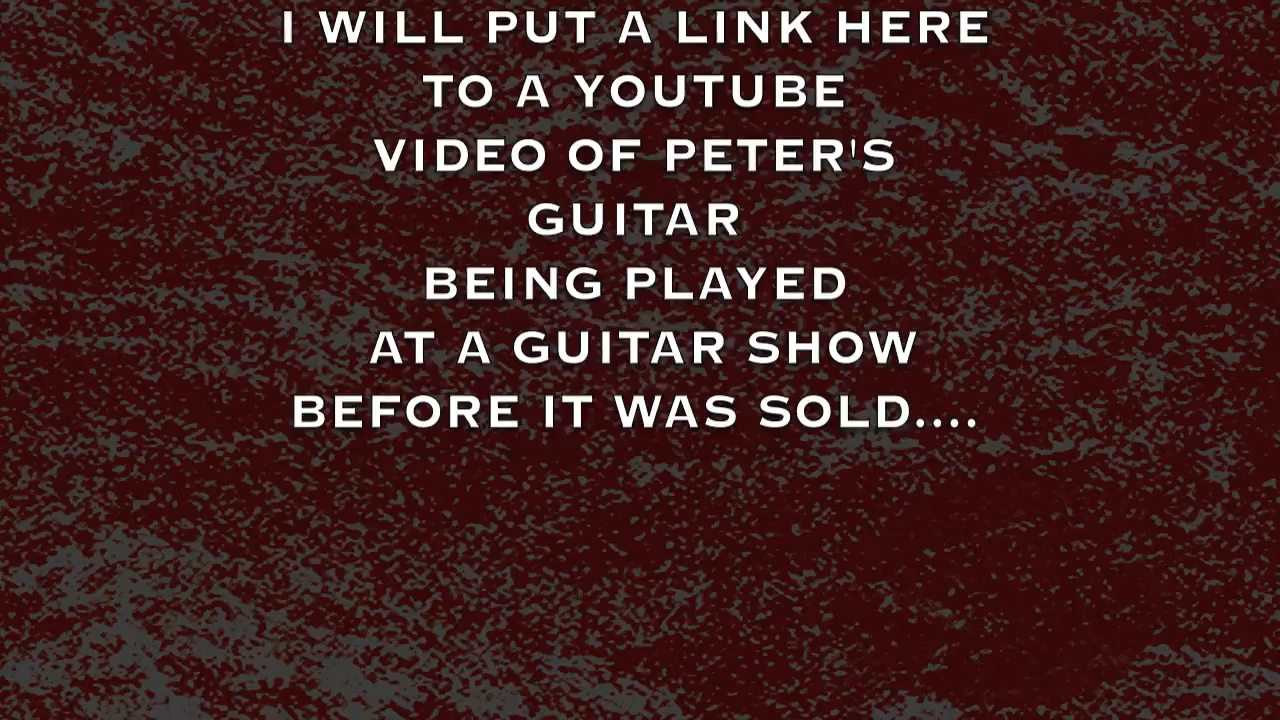 I WILL PUT A LINK HERE
TO A YOUTUBE
VIDEO OF PETER'S
GUITAR
BEING PLAYED
AT A GUITAR SHOW
BEFORE IT WAS SOLD....